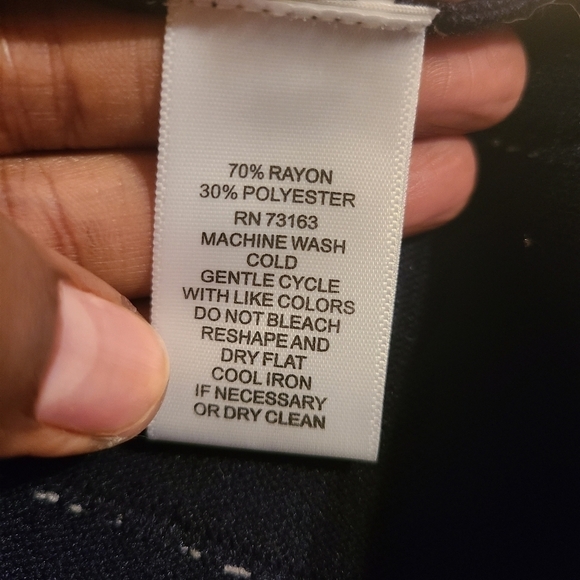 70% RAYON
30% POLYESTER
RN 73163
MACHINE WASH
COLD
GENTLE CYCLE
WITH LIKE COLORS
DO NOT BLEACH
RESHAPE AND
DRY FLAT
COOL IRON
IF NECESSARY
OR DRY CLEAN